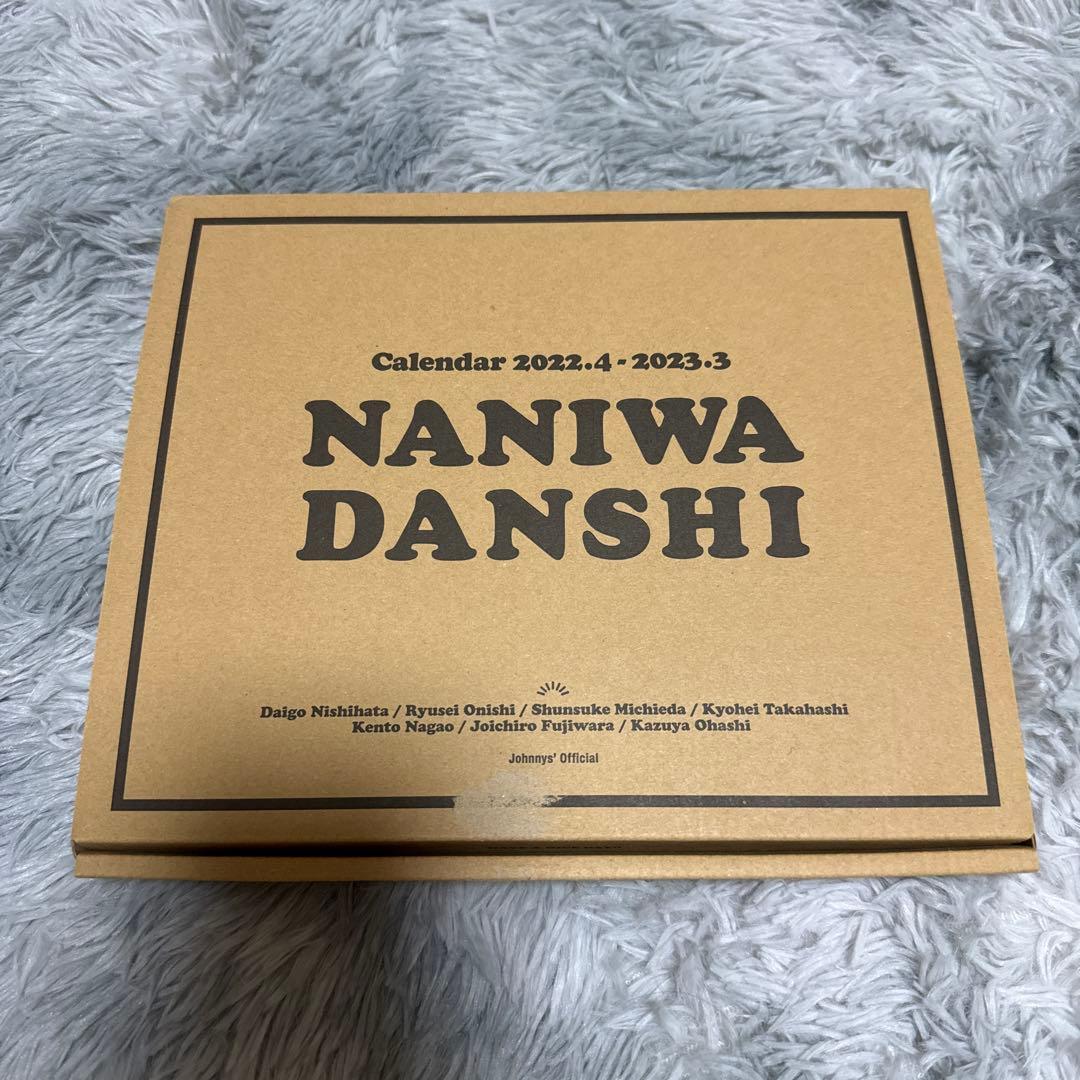 Calendar 2022.4 - 2023.3
NANIWA
DANSHI
Daigo Nishihata / Ryusei Onishi / Shunsuke Michieda / Kyohei Takahashi
Kento Nagao / Joichiro Fujiwara / Kazuya Ohashi
Johnnys' Official